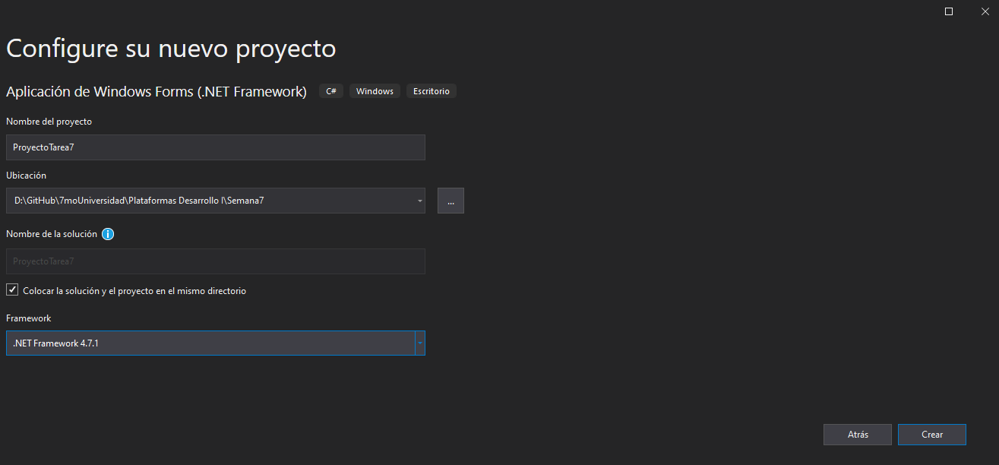 Configure su nuevo proyecto
Aplicación de Windows Forms (.NET Framework) C# Windows Escritorio
Nombre del proyecto
ProyectoTarea7
Ubicación
D:\GitHub\7moUniversidad\Plataformas Desarrollo I\Semana7 ...
Nombre de la solución
ProyectoTarea7
Colocar la solución y el proyecto en el mismo directorio
Framework
.NET Framework 4.7.1
Atrás Crear